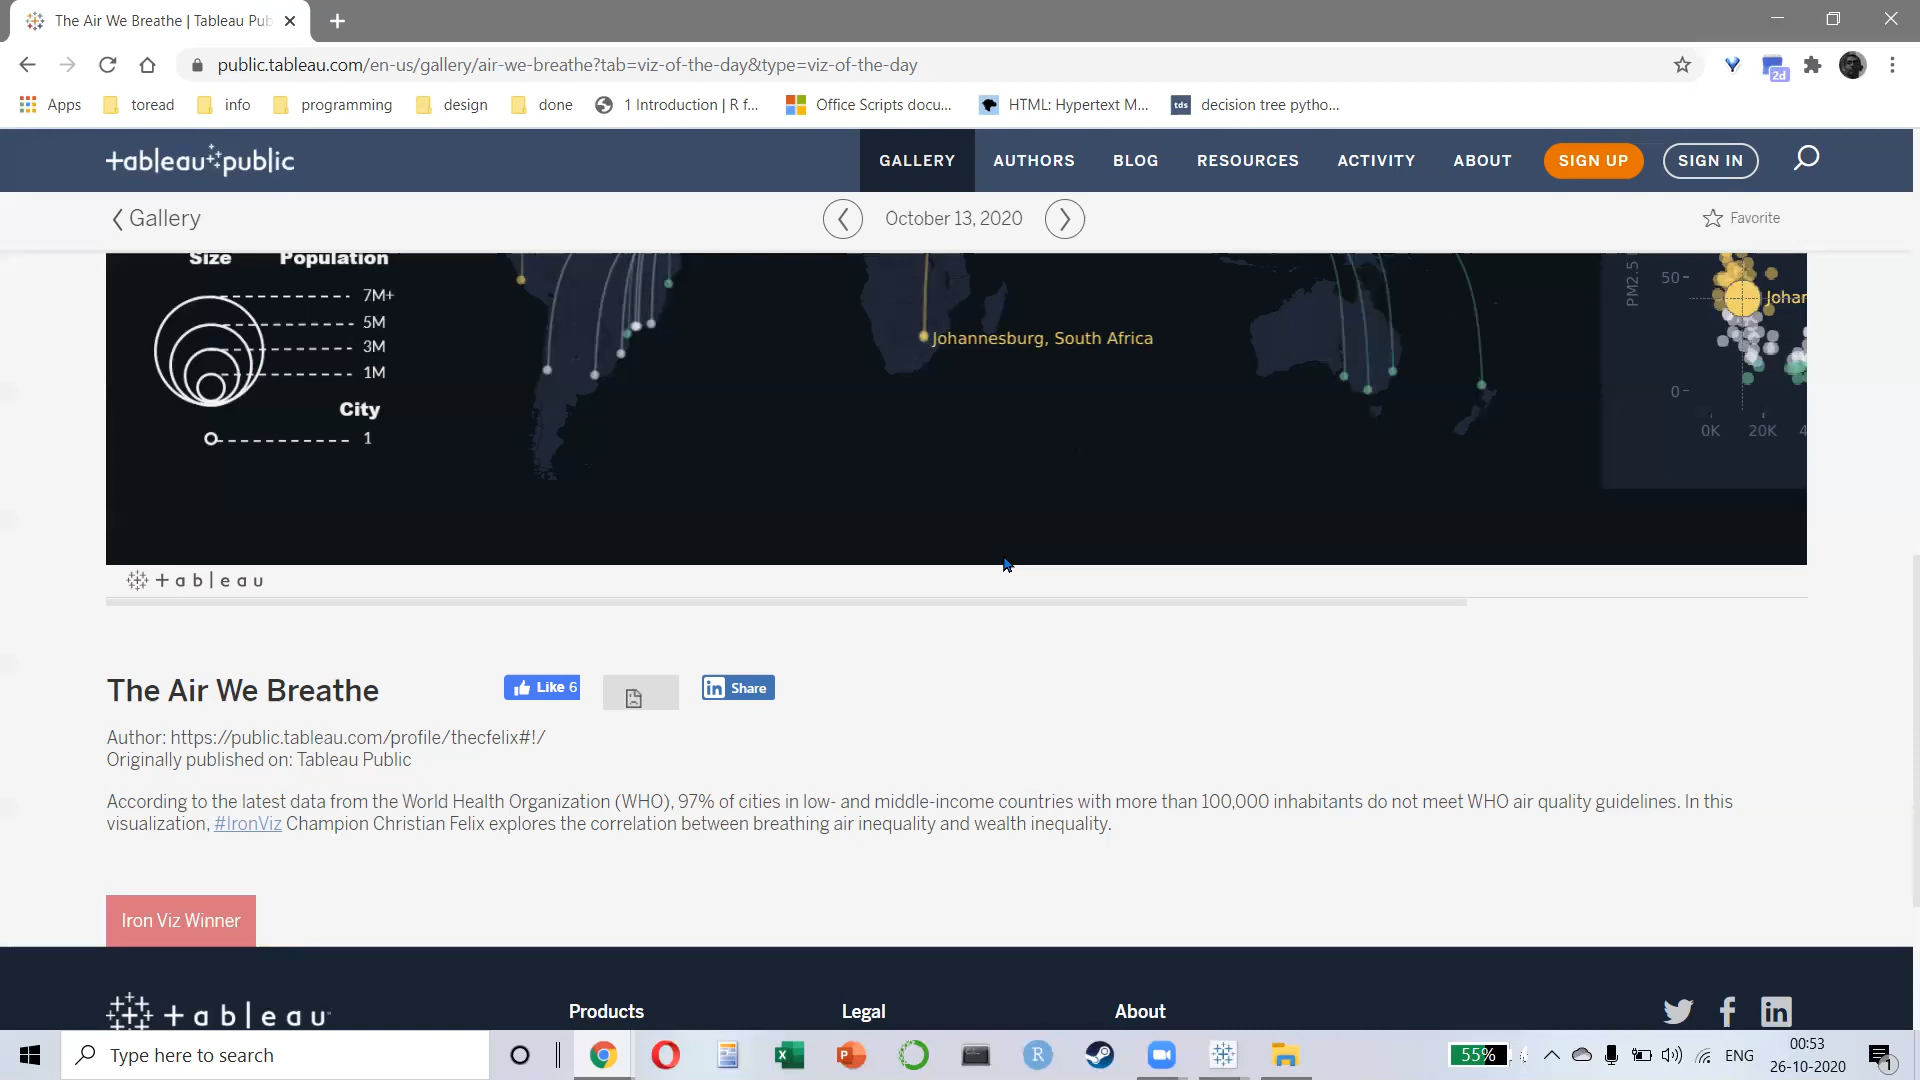 The Air We Breathe | Tableau Pub
public.tableau.com/en-us/gallery/air-we-breathe?tab=viz-of-the-day&type=viz-of-the-day
2d
Apps toread info programming design done 1 Introduction | R f... Office Scripts docu... HTML: Hypertext M... tds decision tree pytho...
+tableau public GALLERY AUTHORS BLOG RESOURCES ACTIVITY ABOUT SIGN UP SIGN IN
Gallery October 13, 2020 Favorite
Size Population
7M+
5M
3M
1M
City
1
Johannesburg, South Africa
PM2.5
50
Johar
0
0K 20K 4
+tableau
The Air We Breathe Like 6 in Share
Author: https://public.tableau.com/profile/thecfelix#!/
Originally published on: Tableau Public
According to the latest data from the World Health Organization (WHO), 97% of cities in low- and middle-income countries with more than 100,000 inhabitants do not meet WHO air quality guidelines. In this
visualization, #IronViz Champion Christian Felix explores the correlation between breathing air inequality and wealth inequality.
Iron Viz Winner
+tableau Products Legal About
Type here to search 55% ENG 00:53
26-10-2020 1